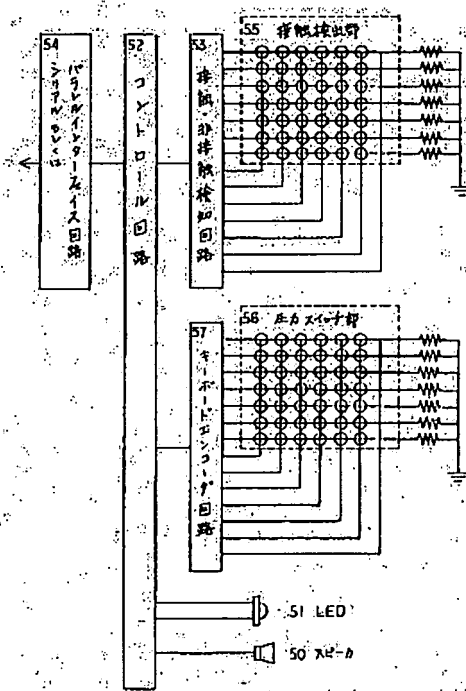 54
シリアルもしくは
パラレルインターフェイス回路
52
コントロール回路
53
接触・非接触検知回路
55 接触検出部
57
キーボードエンコーダ回路
56 圧力スイッチ部
51 LED
50 スピーカ